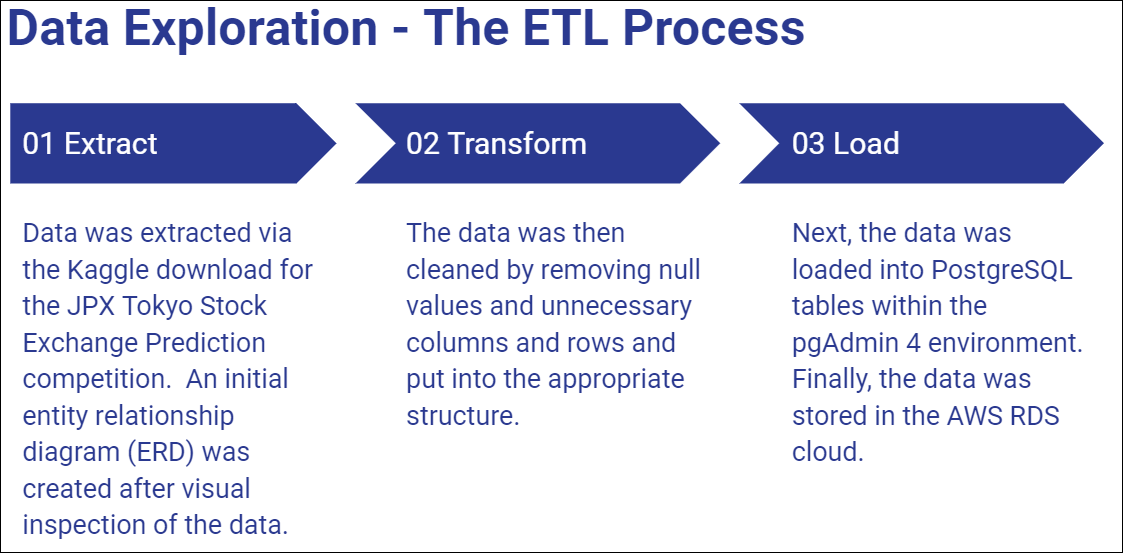 Data Exploration - The ETL Process
01 Extract
02 Transform
03 Load
Data was extracted via
the Kaggle download for
the JPX Tokyo Stock
Exchange Prediction
competition.  An initial
entity relationship
diagram (ERD) was
created after visual
inspection of the data.
The data was then
cleaned by removing null
values and unnecessary
columns and rows and
put into the appropriate
structure.
Next, the data was
loaded into PostgreSQL
tables within the
pgAdmin 4 environment.
Finally, the data was
stored in the AWS RDS
cloud.